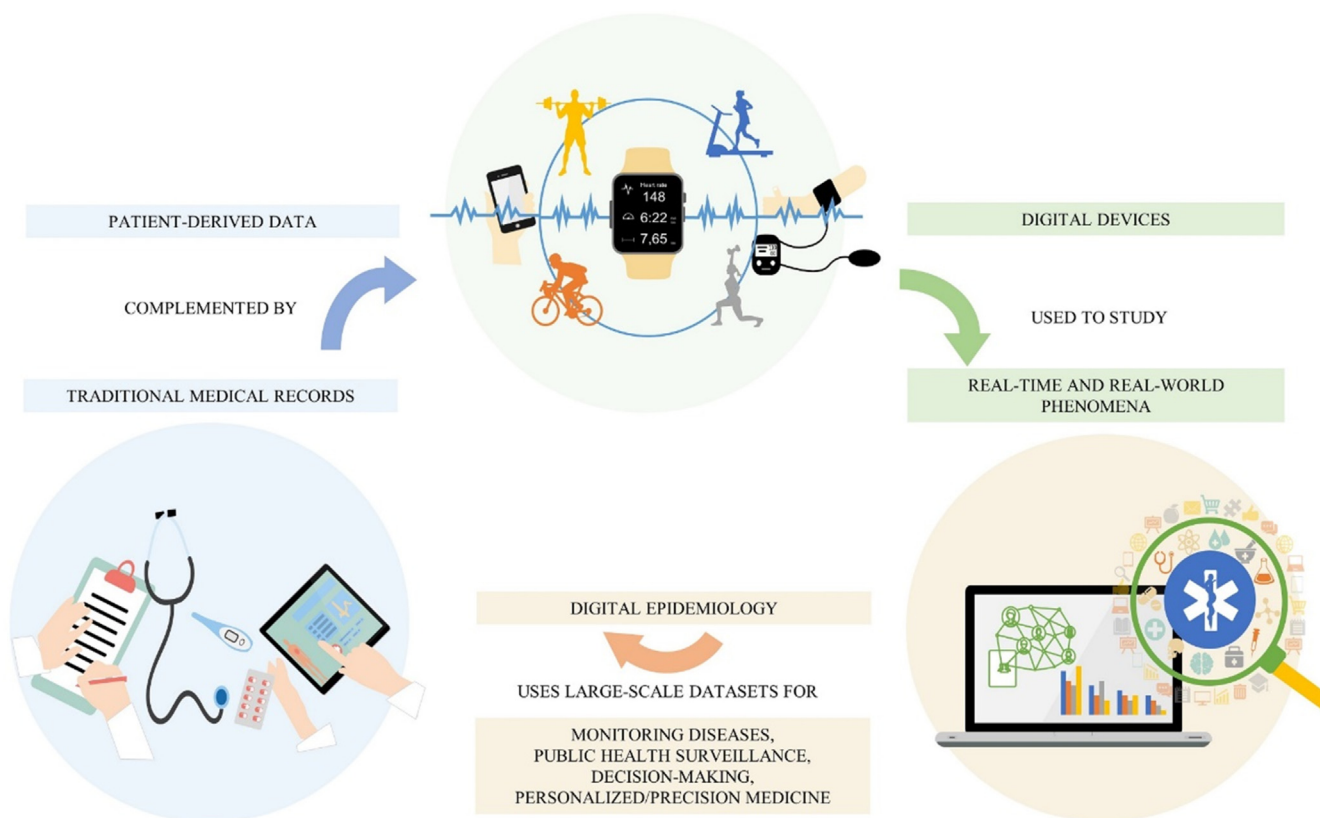 PATIENT-DERIVED DATA
COMPLEMENTED BY
TRADITIONAL MEDICAL RECORDS
Heart rate
148
6:22
7,65
DIGITAL DEVICES
USED TO STUDY
REAL-TIME AND REAL-WORLD
PHENOMENA
DIGITAL EPIDEMIOLOGY
USES LARGE-SCALE DATASETS FOR
MONITORING DISEASES,
PUBLIC HEALTH SURVEILLANCE,
DECISION-MAKING,
PERSONALIZED/PRECISION MEDICINE